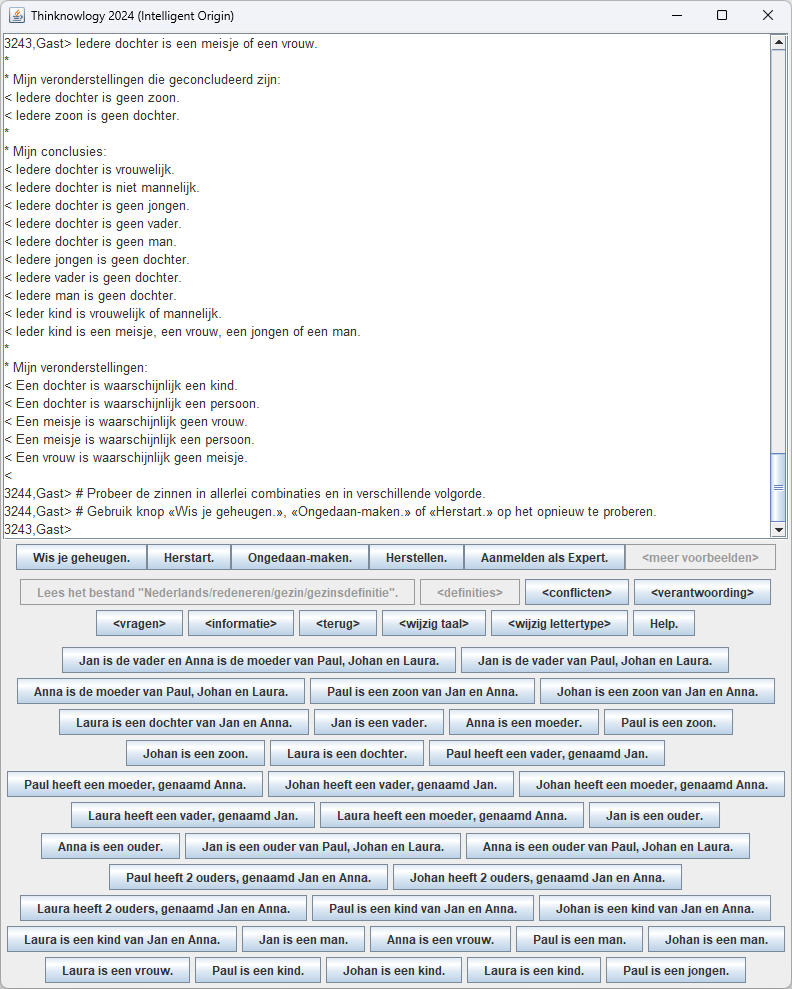 Thinknowlogy 2024 (Intelligent Origin)
3243,Gast> Iedere dochter is een meisje of een vrouw.
*
* Mijn veronderstellingen die geconcludeerd zijn:
< Iedere dochter is geen zoon.
< Iedere zoon is geen dochter.
*
* Mijn conclusies:
< Iedere dochter is vrouwelijk.
< Iedere dochter is niet mannelijk.
< Iedere dochter is geen jongen.
< Iedere dochter is geen vader.
< Iedere dochter is geen man.
< Iedere jongen is geen dochter.
< Iedere vader is geen dochter.
< Iedere man is geen dochter.
< Ieder kind is vrouwelijk of mannelijk.
< Ieder kind is een meisje, een vrouw, een jongen of een man.
*
* Mijn veronderstellingen:
< Een dochter is waarschijnlijk een kind.
< Een dochter is waarschijnlijk een persoon.
< Een meisje is waarschijnlijk geen vrouw.
< Een meisje is waarschijnlijk een persoon.
< Een vrouw is waarschijnlijk geen meisje.
<
3244,Gast> # Probeer de zinnen in allerlei combinaties en in verschillende volgorde.
3244,Gast> # Gebruik knop «Wis je geheugen.», «Ongedaan-maken.» of «Herstart.» op het opnieuw te proberen.
3243,Gast>
Wis je geheugen. Herstart. Ongedaan-maken. Herstellen. Aanmelden als Expert. <meer voorbeelden>
Lees het bestand "Nederlands/redeneren/gezin/gezinsdefinitie". <definities> <conflicten> <verantwoording>
<vragen> <informatie> <terug> <wijzig taal> <wijzig lettertype> Help.
Jan is de vader en Anna is de moeder van Paul, Johan en Laura. Jan is de vader van Paul, Johan en Laura.
Anna is de moeder van Paul, Johan en Laura. Paul is een zoon van Jan en Anna. Johan is een zoon van Jan en Anna.
Laura is een dochter van Jan en Anna. Jan is een vader. Anna is een moeder. Paul is een zoon.
Johan is een zoon. Laura is een dochter. Paul heeft een vader, genaamd Jan.
Paul heeft een moeder, genaamd Anna. Johan heeft een vader, genaamd Jan. Johan heeft een moeder, genaamd Anna.
Laura heeft een vader, genaamd Jan. Laura heeft een moeder, genaamd Anna. Jan is een ouder.
Anna is een ouder. Jan is een ouder van Paul, Johan en Laura. Anna is een ouder van Paul, Johan en Laura.
Paul heeft 2 ouders, genaamd Jan en Anna. Johan heeft 2 ouders, genaamd Jan en Anna.
Laura heeft 2 ouders, genaamd Jan en Anna. Paul is een kind van Jan en Anna. Johan is een kind van Jan en Anna.
Laura is een kind van Jan en Anna. Jan is een man. Anna is een vrouw. Paul is een man. Johan is een man.
Laura is een vrouw. Paul is een kind. Johan is een kind. Laura is een kind. Paul is een jongen.